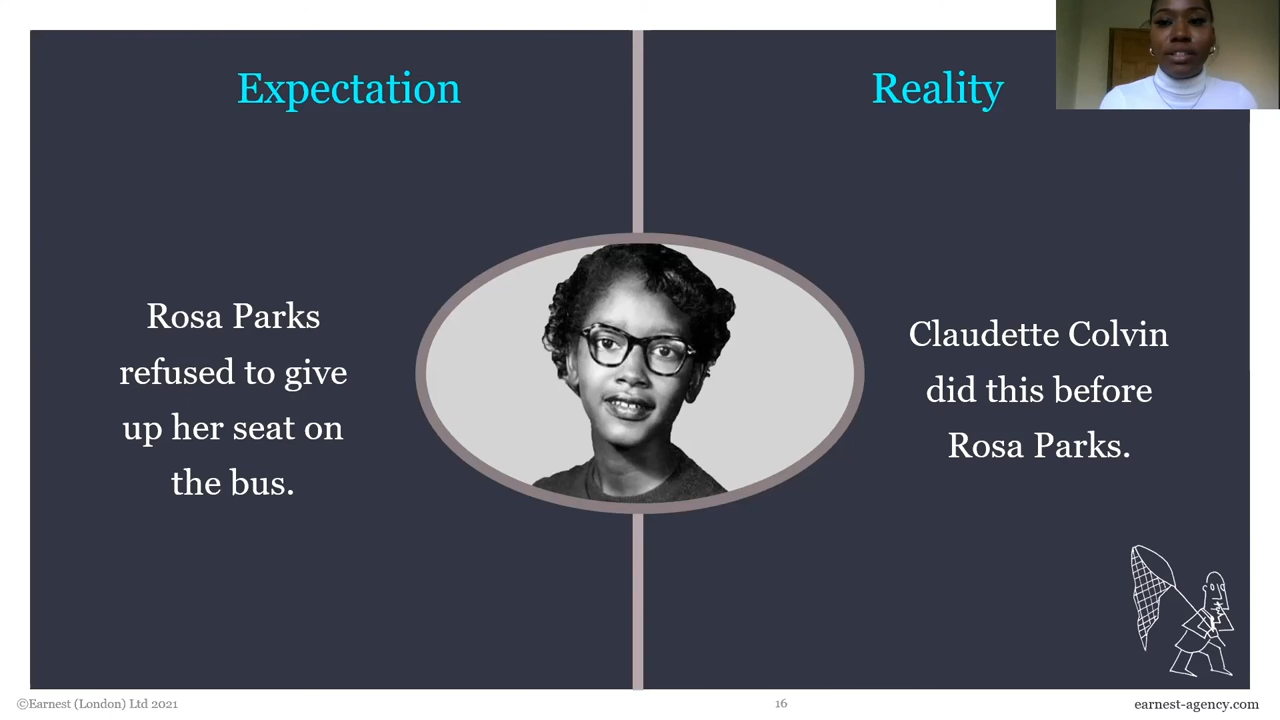 Expectation
Reality
Rosa Parks
refused to give
up her seat on
the bus.
Claudette Colvin
did this before
Rosa Parks.
©Earnest (London) Ltd 2021
16
earnest-agency.com